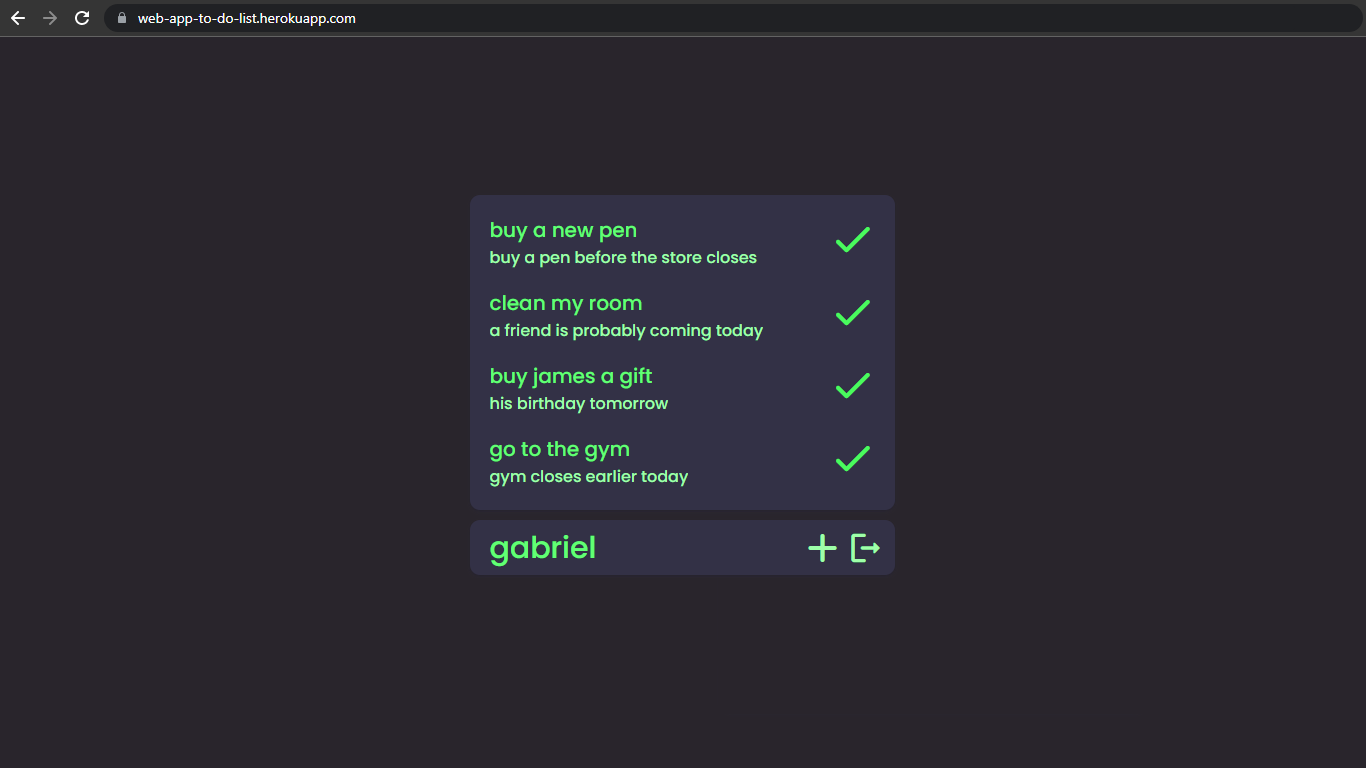 web-app-to-do-list.herokuapp.com
buy a new pen
buy a pen before the store closes
clean my room
a friend is probably coming today
buy james a gift
his birthday tomorrow
go to the gym
gym closes earlier today
gabriel